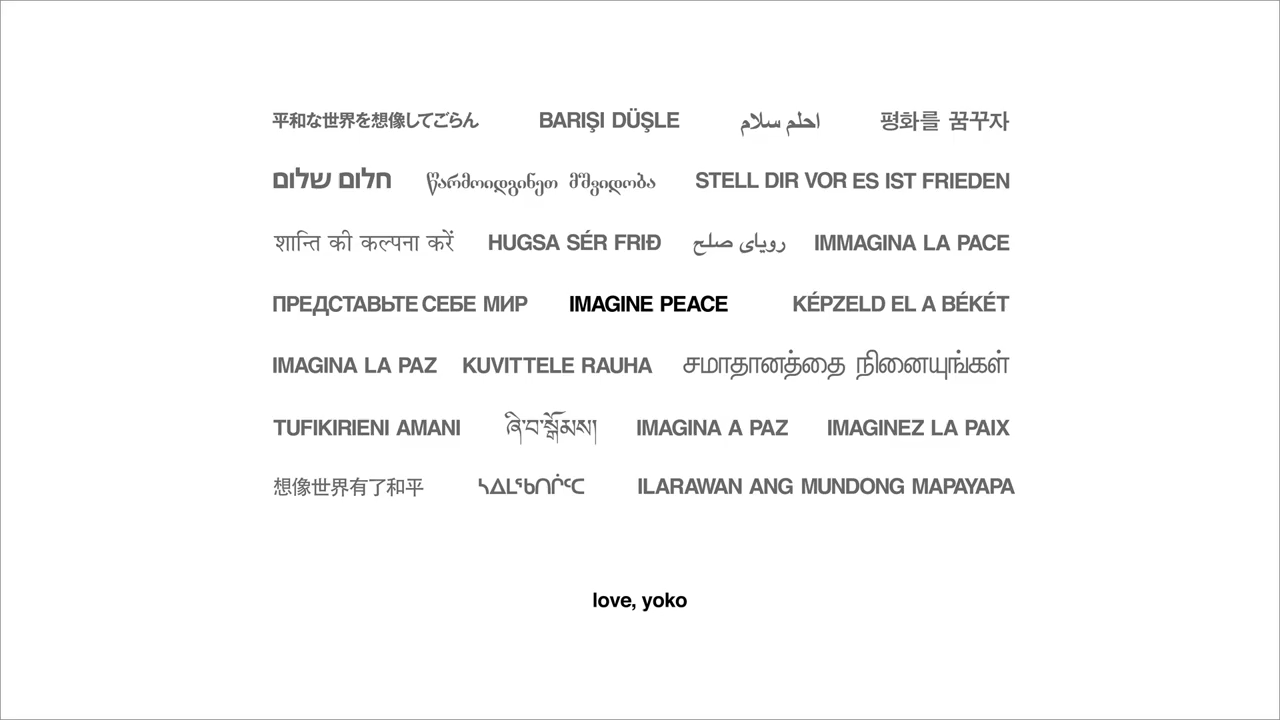 平和な世界を想像してごらん BARIŞI DÜŞLE احلم سلام 평화를 꿈꾸자
חלום שלום წარმოიდგინეთ მშვიდობა STELL DIR VOR ES IST FRIEDEN
शान्ति की कल्पना करें HUGSA SÉR FRIÐ رویای صلح IMMAGINA LA PACE
ПРЕДСТАВЬТЕ СЕБЕ МИР IMAGINE PEACE KÉPZELD EL A BÉKÉT
IMAGINA LA PAZ KUVITTELE RAUHA சமாதானத்தை நினையுங்கள்
TUFIKIRIENI AMANI ཞི་བ་སྒོམས། IMAGINA A PAZ IMAGINEZ LA PAIX
想像世界有了和平 ᓴᐃᒪᖃᑎᒌᑦᑕ ILARAWAN ANG MUNDONG MAPAYAPA
love, yoko